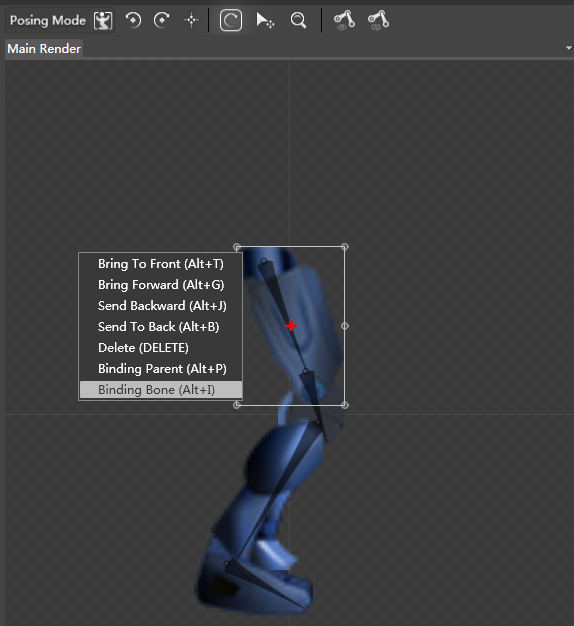 Posing Mode
Main Render
Bring To Front (Alt+T)
Bring Forward (Alt+G)
Send Backward (Alt+J)
Send To Back (Alt+B)
Delete (DELETE)
Binding Parent (Alt+P)
Binding Bone (Alt+I)